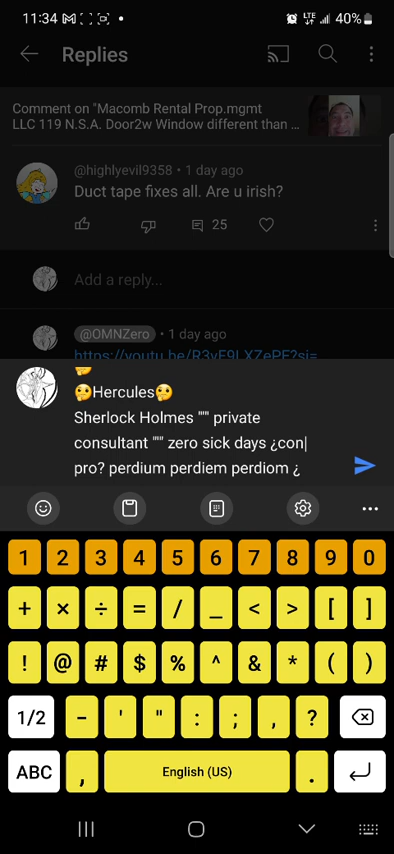 11:34 LTE 40%
Replies
Comment on "Macomb Rental Prop.mgmt
LLC 119 N.S.A. Door2w Window different than ...
@highlyevil9358 • 1 day ago
Duct tape fixes all. Are u irish?
25
Add a reply...
@OMNZero • 1 day ago
🤔Hercules🤔
Sherlock Holmes """ private
consultant """ zero sick days ¿con
pro? perdium perdiem perdiom ¿
1 2 3 4 5 6 7 8 9 0
+ × ÷ = / _ < > [ ]
! @ # $ % ^ & * ( )
1/2 - ' " : ; , ?
ABC , English (US) .